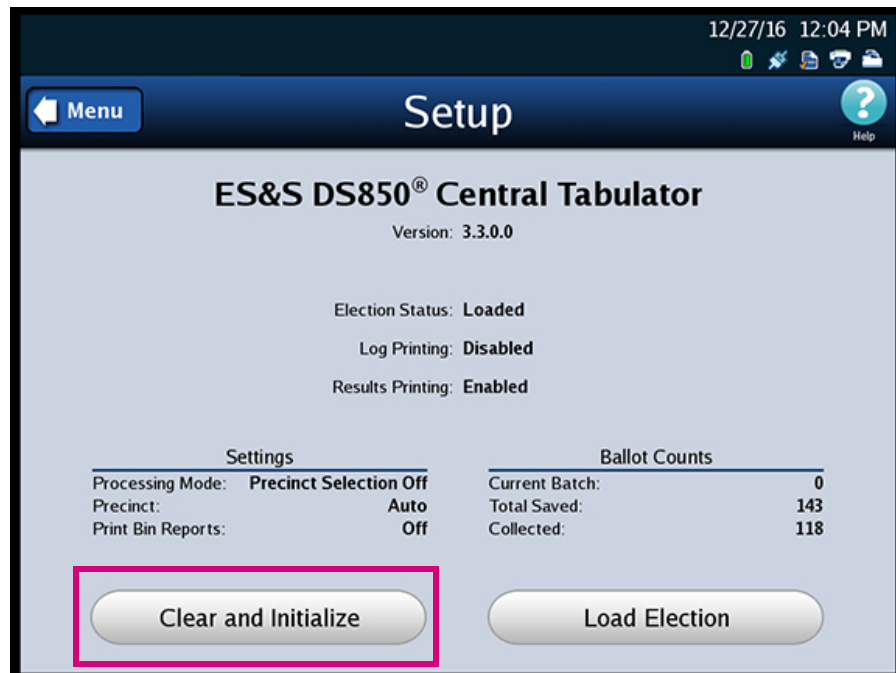 12/27/16 12:04 PM
Menu
Setup
Help
ES&S DS850® Central Tabulator
Version: 3.3.0.0
Election Status: Loaded
Log Printing: Disabled
Results Printing: Enabled
Settings
Processing Mode: Precinct Selection Off
Precinct: Auto
Print Bin Reports: Off
Ballot Counts
Current Batch: 0
Total Saved: 143
Collected: 118
Clear and Initialize
Load Election